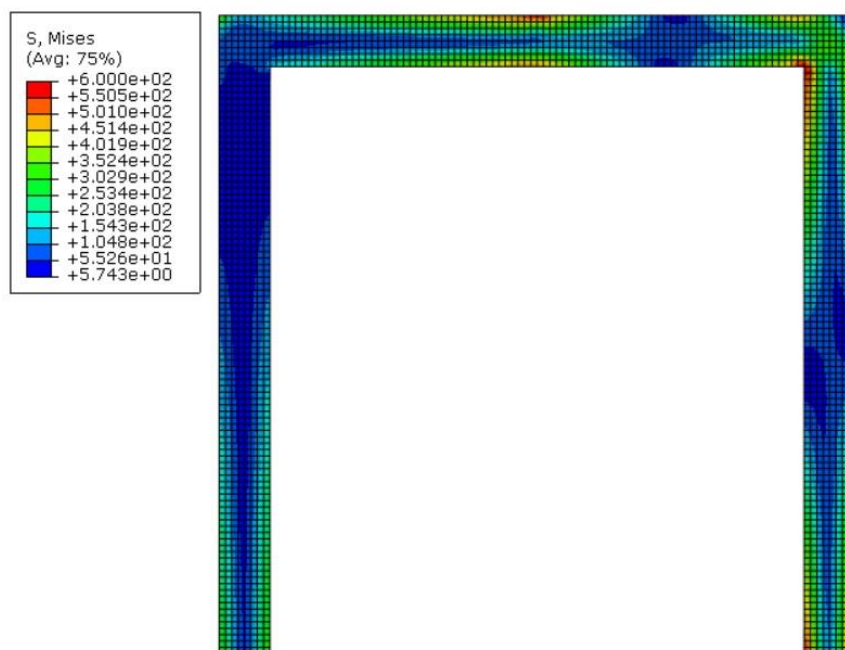 S, Mises
(Avg: 75%)
+6.000e+02
+5.505e+02
+5.010e+02
+4.514e+02
+4.019e+02
+3.524e+02
+3.029e+02
+2.534e+02
+2.038e+02
+1.543e+02
+1.048e+02
+5.526e+01
+5.743e+00